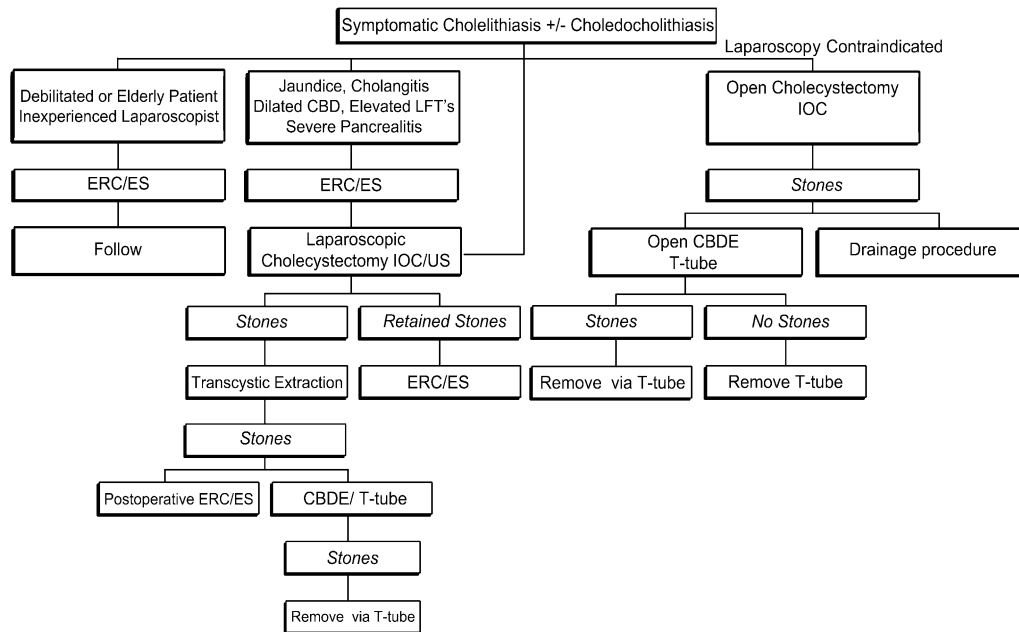 Symptomatic Cholelithiasis +/- Choledocholithiasis
Laparoscopy Contraindicated
Debilitated or Elderly Patient
Inexperienced Laparoscopist
Jaundice, Cholangitis
Dilated CBD, Elevated LFT's
Severe Pancrealitis
Open Cholecystectomy
IOC
ERC/ES
ERC/ES
Stones
Follow
Laparoscopic
Cholecystectomy IOC/US
Open CBDE
T-tube
Drainage procedure
Stones
Retained Stones
Stones
No Stones
Transcystic Extraction
ERC/ES
Remove via T-tube
Remove T-tube
Stones
Postoperative ERC/ES
CBDE/ T-tube
Stones
Remove via T-tube